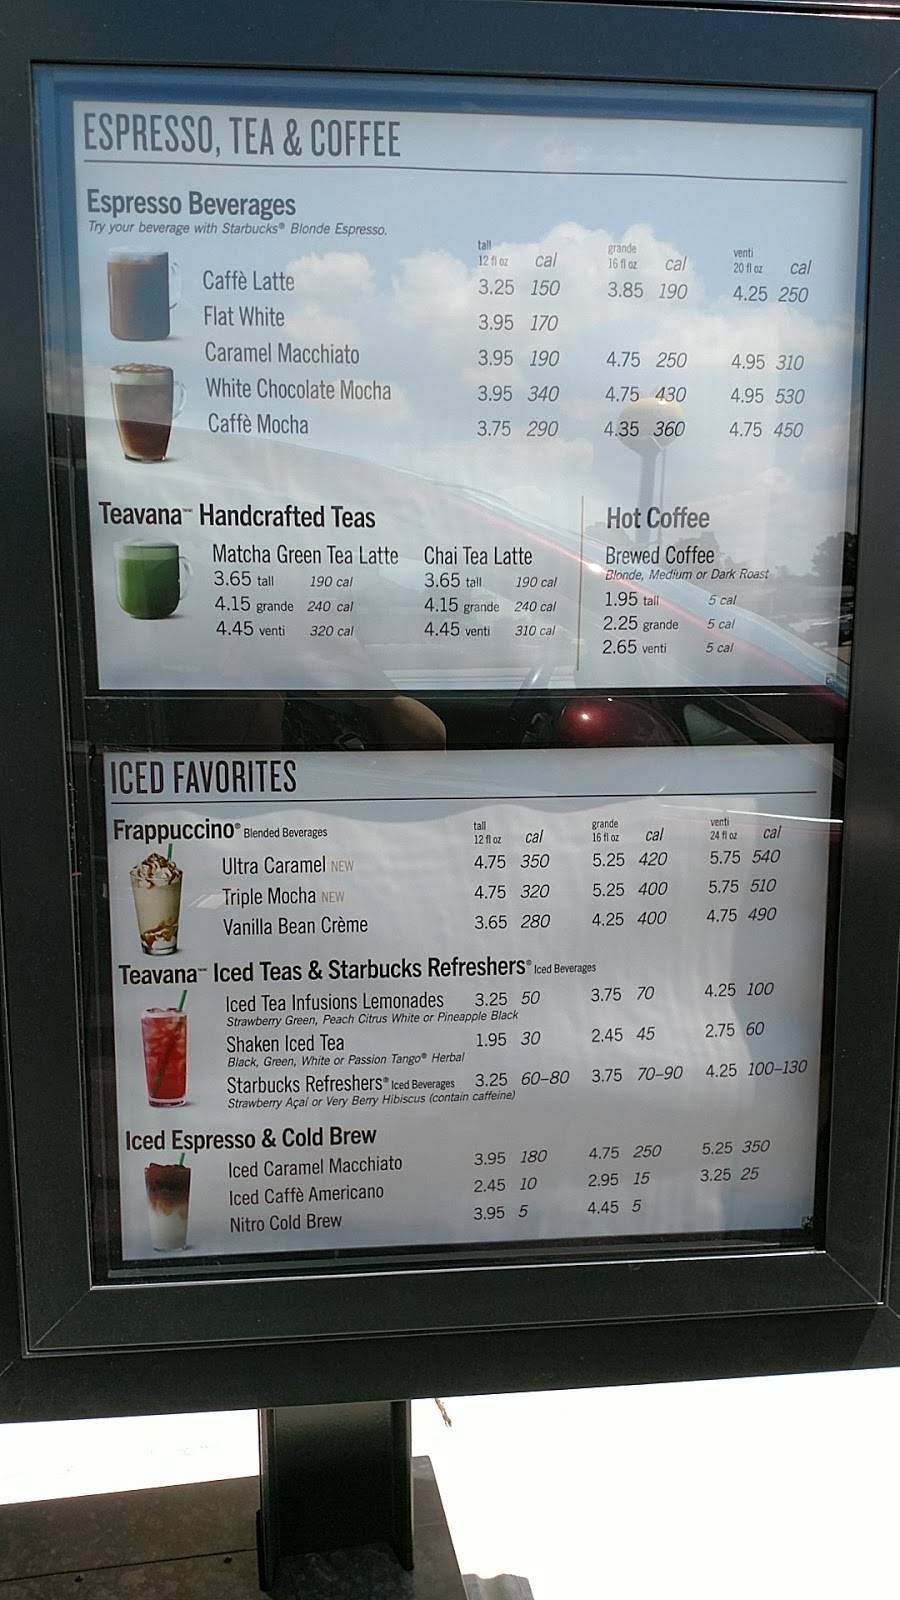 ESPRESSO, TEA & COFFEE
Espresso Beverages
Try your beverage with Starbucks® Blonde Espresso.
tall grande venti
12 fl oz cal 16 fl oz cal 20 fl oz cal
Caffè Latte 3.25 150 3.85 190 4.25 250
Flat White 3.95 170
Caramel Macchiato 3.95 190 4.75 250 4.95 310
White Chocolate Mocha 3.95 340 4.75 430 4.95 530
Caffè Mocha 3.75 290 4.35 360 4.75 450
Teavana™ Handcrafted Teas
Matcha Green Tea Latte
3.65 tall 190 cal
4.15 grande 240 cal
4.45 venti 320 cal
Chai Tea Latte
3.65 tall 190 cal
4.15 grande 240 cal
4.45 venti 310 cal
Hot Coffee
Brewed Coffee
Blonde, Medium or Dark Roast
1.95 tall 5 cal
2.25 grande 5 cal
2.65 venti 5 cal
ICED FAVORITES
Frappuccino® Blended Beverages
tall grande venti
12 fl oz cal 16 fl oz cal 24 fl oz cal
Ultra Caramel NEW 4.75 350 5.25 420 5.75 540
Triple Mocha NEW 4.75 320 5.25 400 5.75 510
Vanilla Bean Crème 3.65 280 4.25 400 4.75 490
Teavana™ Iced Teas & Starbucks Refreshers® Iced Beverages
Iced Tea Infusions Lemonades 3.25 50 3.75 70 4.25 100
Strawberry Green, Peach Citrus White or Pineapple Black
Shaken Iced Tea 1.95 30 2.45 45 2.75 60
Black, Green, White or Passion Tango® Herbal
Starbucks Refreshers® Iced Beverages 3.25 60–80 3.75 70–90 4.25 100–130
Strawberry Açaí or Very Berry Hibiscus (contain caffeine)
Iced Espresso & Cold Brew
Iced Caramel Macchiato 3.95 180 4.75 250 5.25 350
Iced Caffè Americano 2.45 10 2.95 15 3.25 25
Nitro Cold Brew 3.95 5 4.45 5